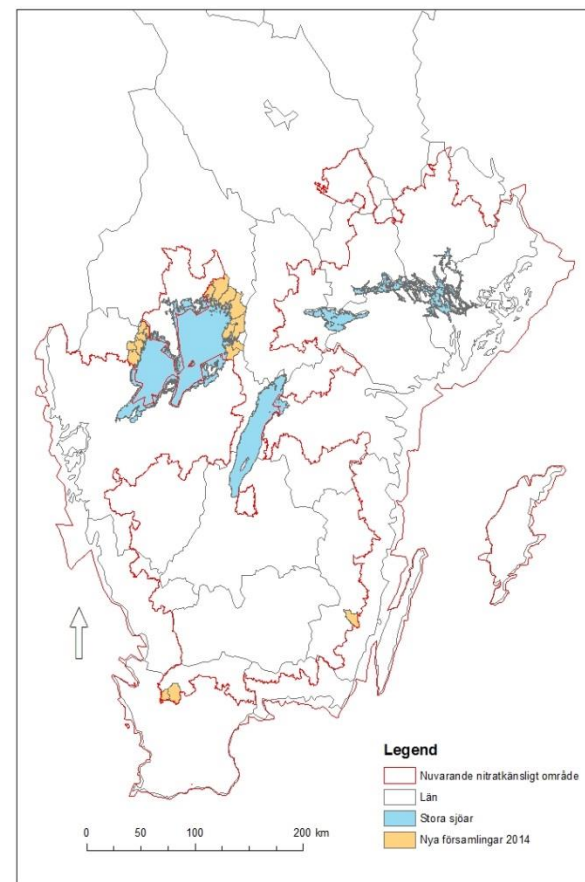 Legend
Nuvarande nitratkänsligt område
Län
Stora sjöar
Nya församlingar 2014
0 50 100 200 km